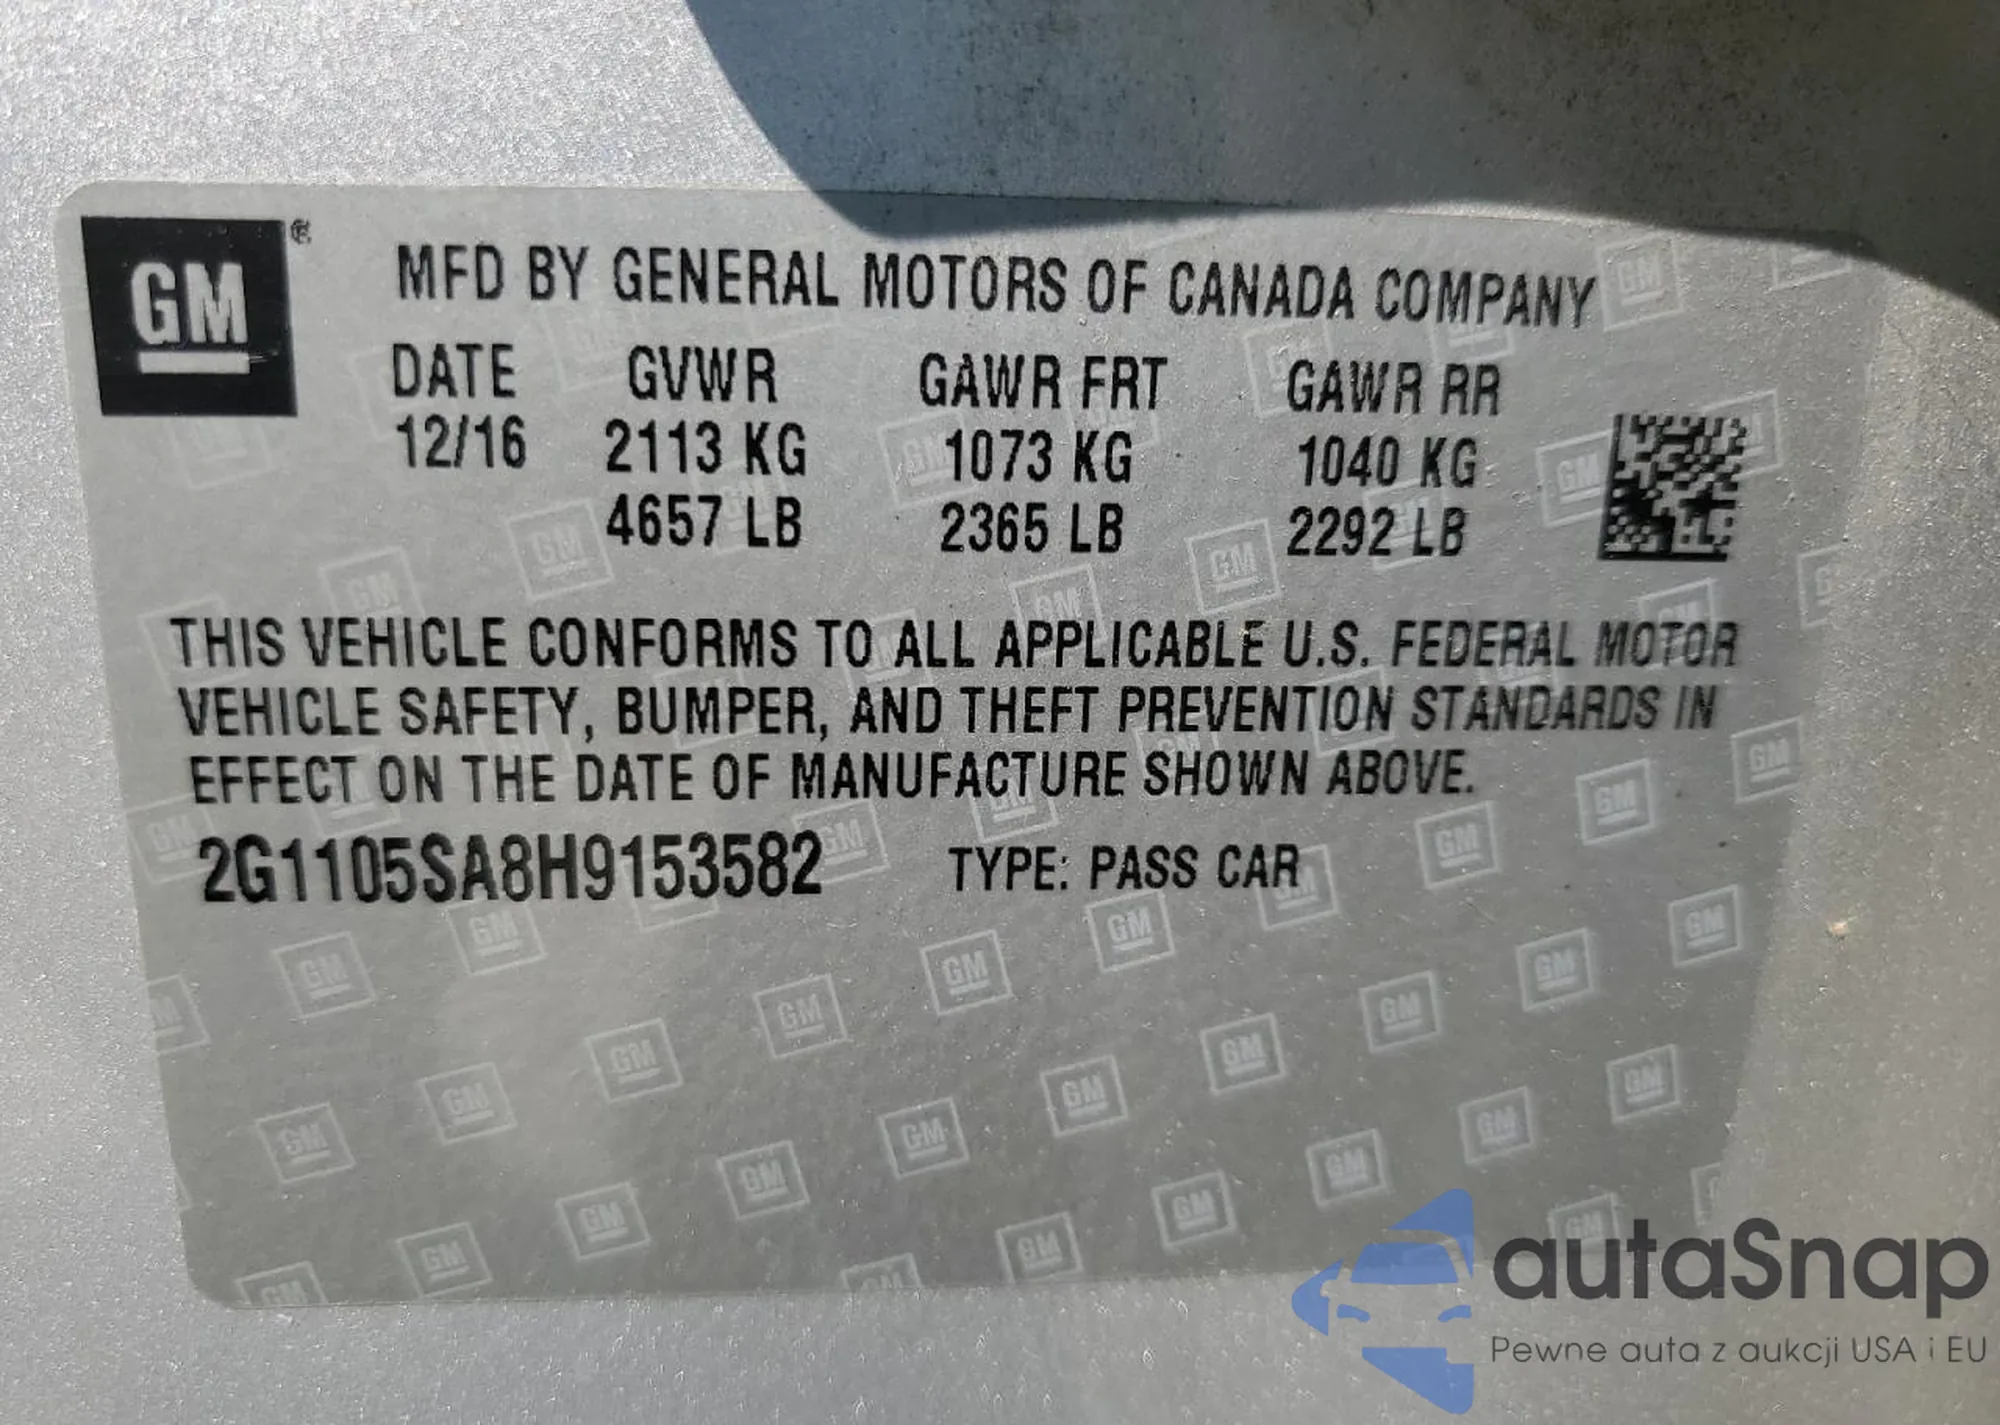 GM®
MFD BY GENERAL MOTORS OF CANADA COMPANY
DATE GVWR GAWR FRT GAWR RR
12/16 2113 KG 1073 KG 1040 KG
4657 LB 2365 LB 2292 LB
THIS VEHICLE CONFORMS TO ALL APPLICABLE U.S. FEDERAL MOTOR
VEHICLE SAFETY, BUMPER, AND THEFT PREVENTION STANDARDS IN
EFFECT ON THE DATE OF MANUFACTURE SHOWN ABOVE.
2G1105SA8H9153582 TYPE: PASS CAR
autaSnap
Pewne auta z aukcji USA i EU